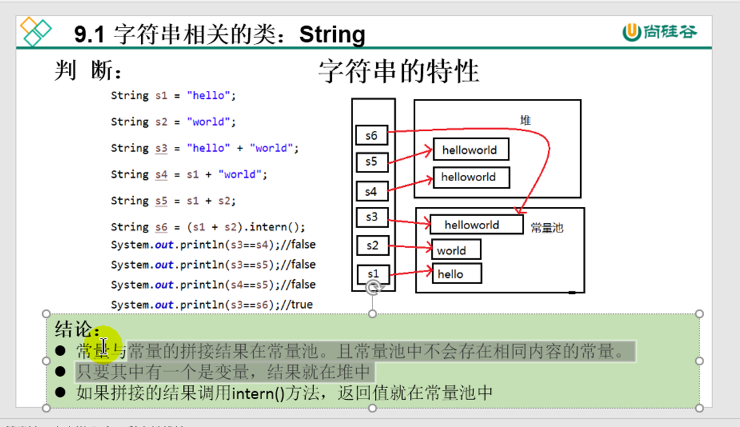 9.1 字符串相关的类：String
尚硅谷
判 断：
字符串的特性
String s1 = "hello";
String s2 = "world";
String s3 = "hello" + "world";
String s4 = s1 + "world";
String s5 = s1 + s2;
String s6 = (s1 + s2).intern();
System.out.println(s3==s4);//false
System.out.println(s3==s5);//false
System.out.println(s4==s5);//false
System.out.println(s3==s6);//true
s6
s5
s4
s3
s2
s1
堆
helloworld
helloworld
helloworld
常量池
world
hello
结论：
常量与常量的拼接结果在常量池。且常量池中不会存在相同内容的常量。
只要其中有一个是变量，结果就在堆中
如果拼接的结果调用intern()方法，返回值就在常量池中